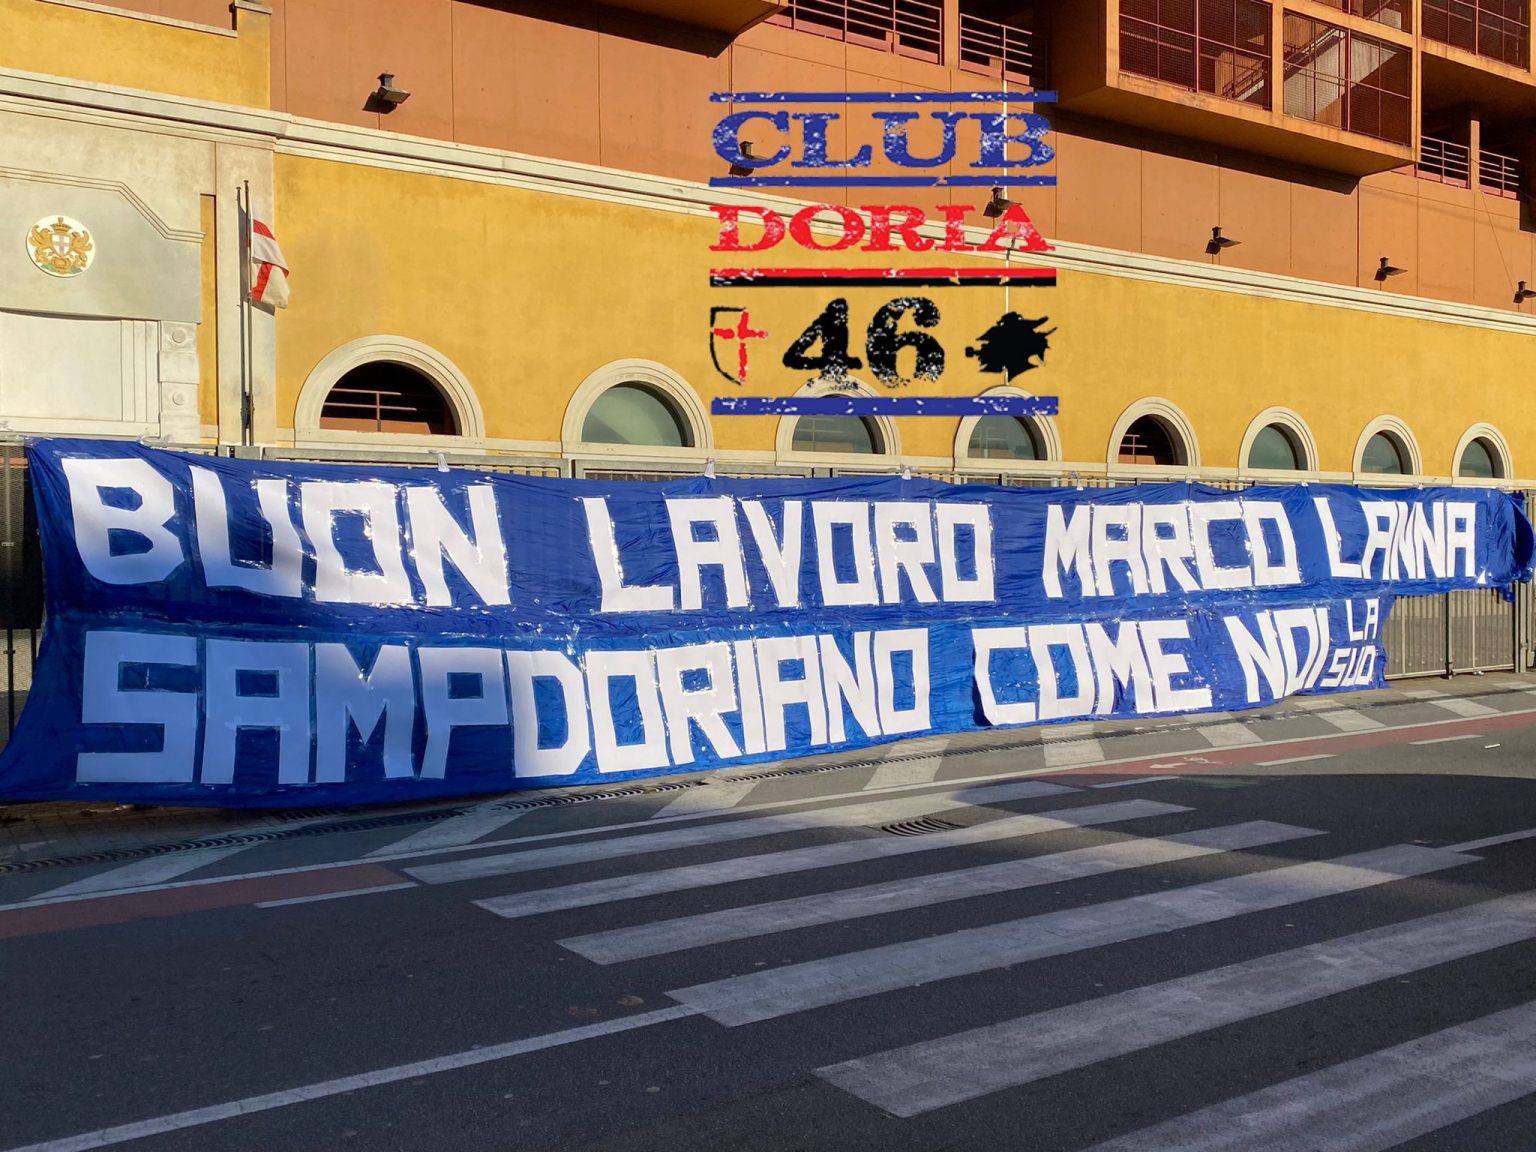 CLUB
DORIA
46
BUON LAVORO MARCO LANNA,
SAMPDORIANO COME NOI
LA
SUD